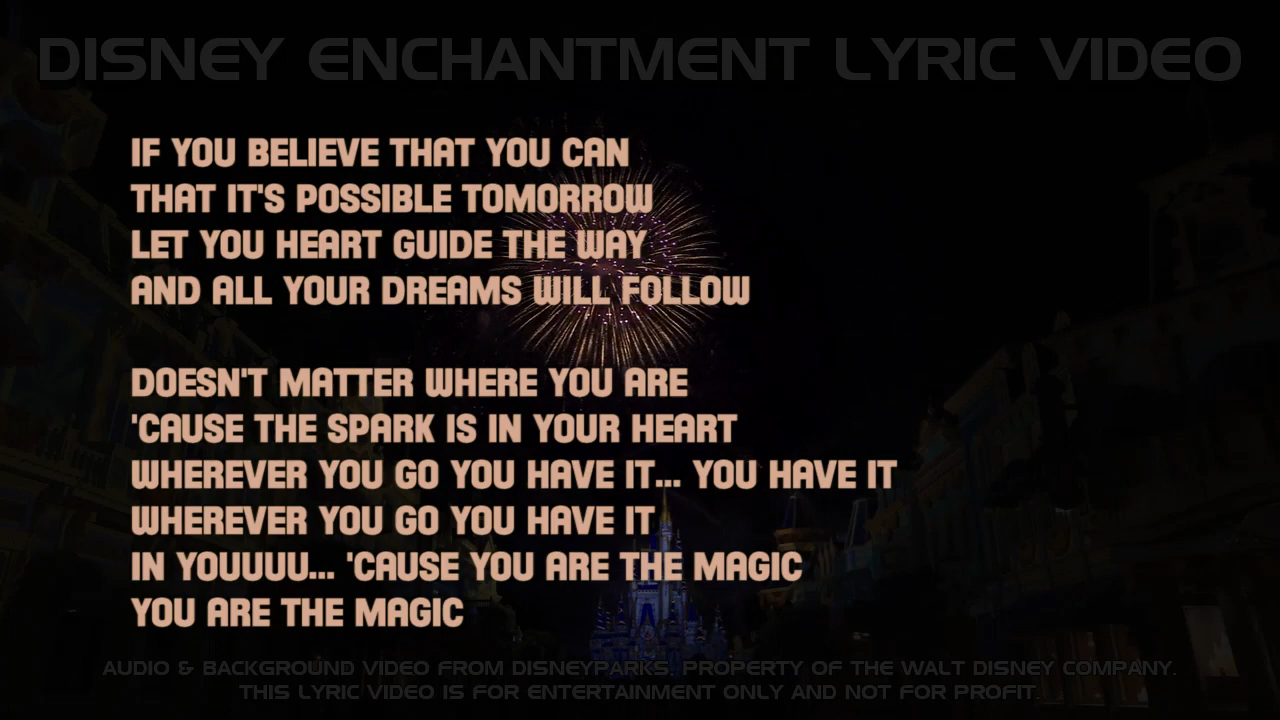 DISNEY ENCHANTMENT LYRIC VIDEO
IF YOU BELIEVE THAT YOU CAN
THAT IT'S POSSIBLE TOMORROW
LET YOU HEART GUIDE THE WAY
AND ALL YOUR DREAMS WILL FOLLOW
DOESN'T MATTER WHERE YOU ARE
'CAUSE THE SPARK IS IN YOUR HEART
WHEREVER YOU GO YOU HAVE IT... YOU HAVE IT
WHEREVER YOU GO YOU HAVE IT
IN YOUUUU... 'CAUSE YOU ARE THE MAGIC
YOU ARE THE MAGIC
AUDIO & BACKGROUND VIDEO FROM DISNEYPARKS. PROPERTY OF THE WALT DISNEY COMPANY.
THIS LYRIC VIDEO IS FOR ENTERTAINMENT ONLY AND NOT FOR PROFIT.